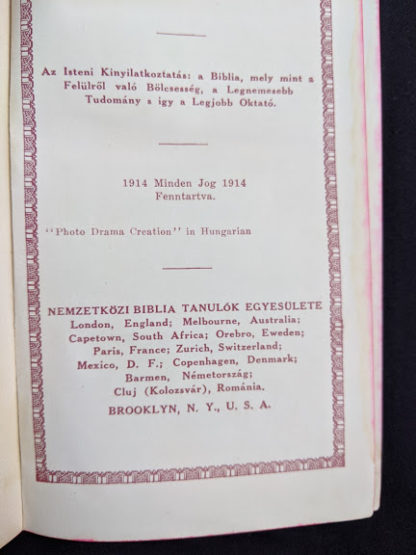 Az Isteni Kinyilatkoztatás: a Biblia, mely mint a
Felülről való Bölcsesség, a Legnemesebb
Tudomány s igy a Legjobb Oktató.
1914 Minden Jog 1914
Fenntartva.
"Photo Drama Creation" in Hungarian
NEMZETKÖZI BIBLIA TANULÓK EGYESÜLETE
London, England; Melbourne, Australia;
Capetown, South Africa; Orebro, Eweden;
Paris, France; Zurich, Switzerland;
Mexico, D. F.; Copenhagen, Denmark;
Barmen, Németország;
Cluj (Kolozsvár), Románia.
BROOKLYN, N. Y., U. S. A.